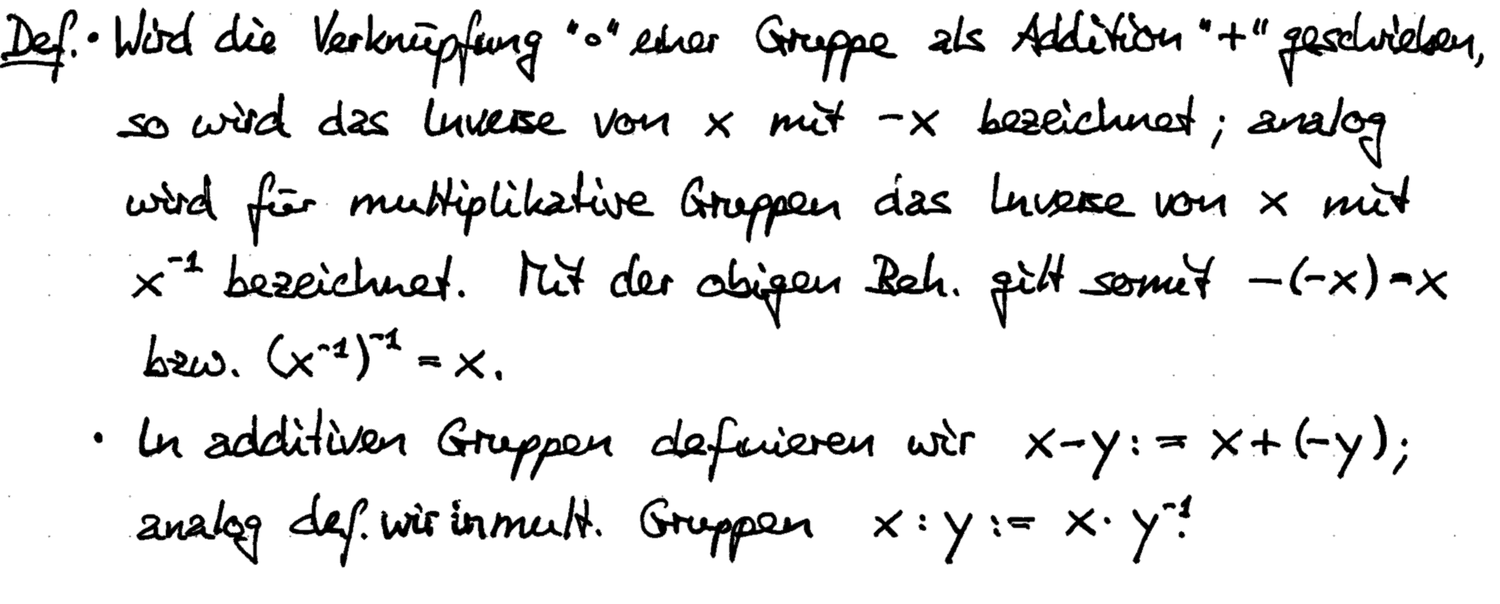 Def. • Wird die Verknüpfung "∘" einer Gruppe als Addition "+" geschrieben,
so wird das Inverse von x mit -x bezeichnet; analog
wird für multiplikative Gruppen das Inverse von x mit
x⁻¹ bezeichnet. Mit der obigen Beh. gilt somit -(-x) = x
bzw. (x⁻¹)⁻¹ = x.
• In additiven Gruppen definieren wir x-y := x+(-y);
analog def. wir in mult. Gruppen x : y := x · y⁻¹.